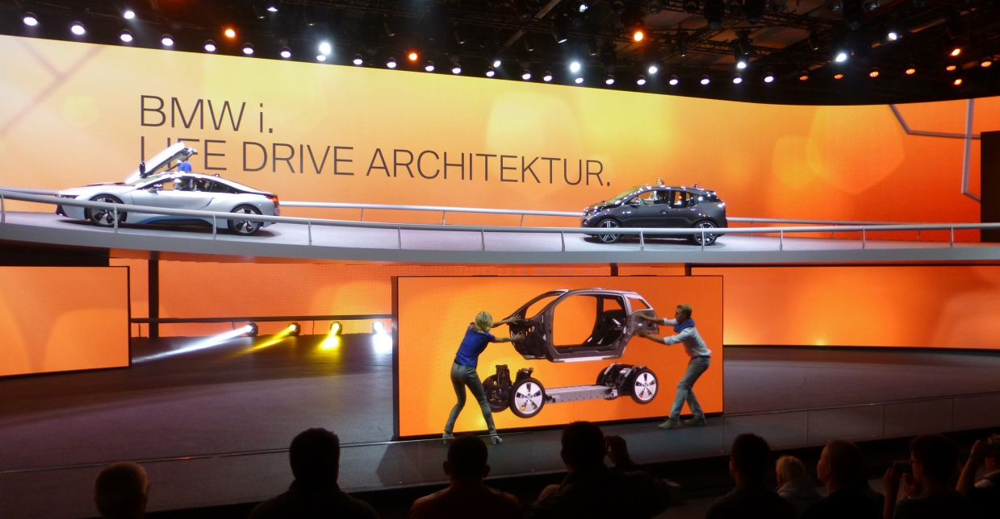 BMW i.
LIFE DRIVE ARCHITEKTUR.